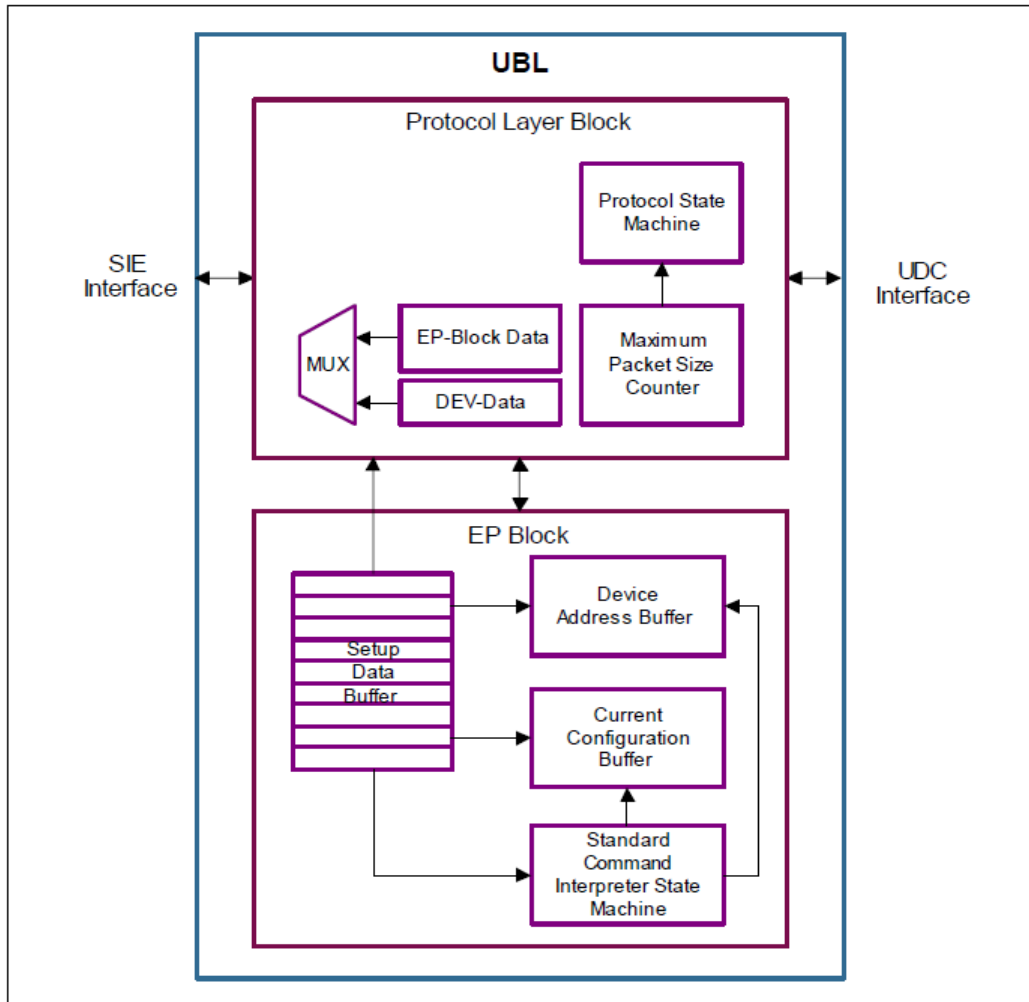 UBL
Protocol Layer Block
Protocol State
Machine
SIE
Interface
UDC
Interface
MUX
EP-Block Data
DEV-Data
Maximum
Packet Size
Counter
EP Block
Setup
Data
Buffer
Device
Address Buffer
Current
Configuration
Buffer
Standard
Command
Interpreter State
Machine